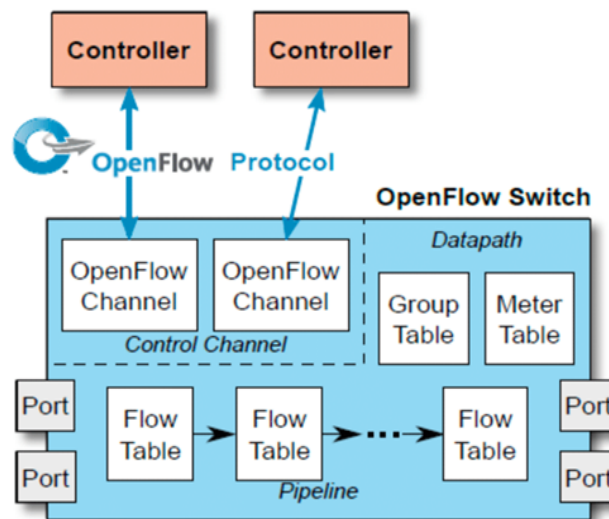 Controller
Controller
OpenFlow
Protocol
OpenFlow Switch
OpenFlow
Channel
OpenFlow
Channel
Control Channel
Datapath
Group
Table
Meter
Table
Port
Port
Flow
Table
Flow
Table
Flow
Table
Pipeline
Port
Port